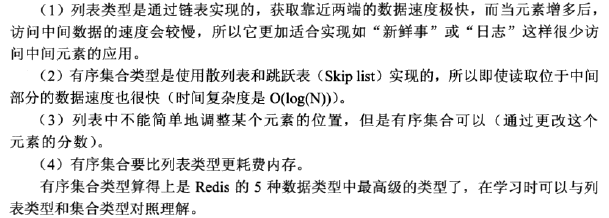 （1）列表类型是通过链表实现的，获取靠近两端的数据速度极快，而当元素增多后，
访问中间数据的速度会较慢，所以它更加适合实现如“新鲜事”或“日志”这样很少访
问中间元素的应用。
（2）有序集合类型是使用散列表和跳跃表（Skip list）实现的，所以即使读取位于中间
部分的数据速度也很快（时间复杂度是 O(log(N))）。
（3）列表中不能简单地调整某个元素的位置，但是有序集合可以（通过更改这个
元素的分数）。
（4）有序集合要比列表类型更耗费内存。
有序集合类型算得上是 Redis 的 5 种数据类型中最高级的类型了，在学习时可以与列
表类型和集合类型对照理解。